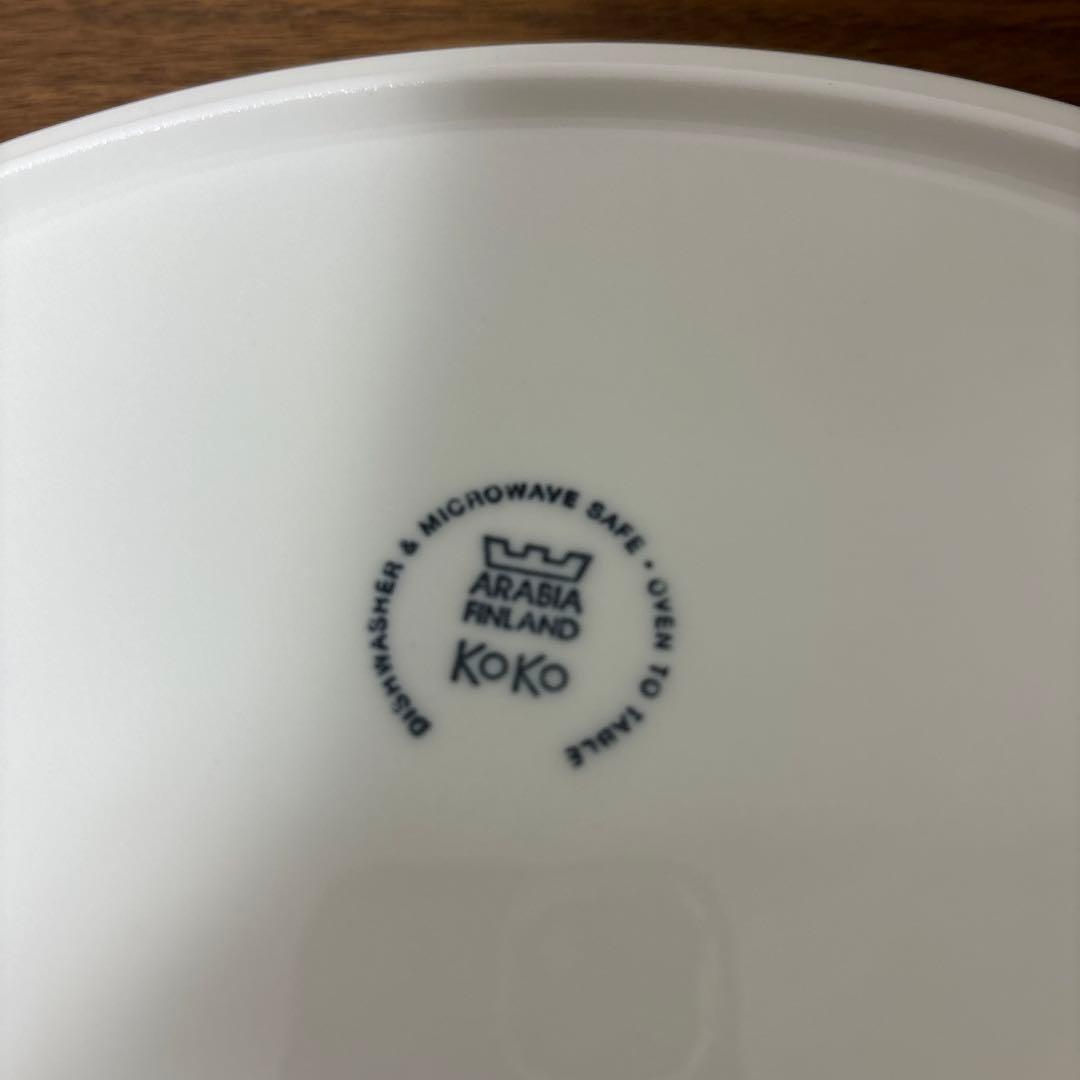 DISHWASHER & MICROWAVE SAFE • OVEN TO TABLE
ARABIA
FINLAND
KoKo